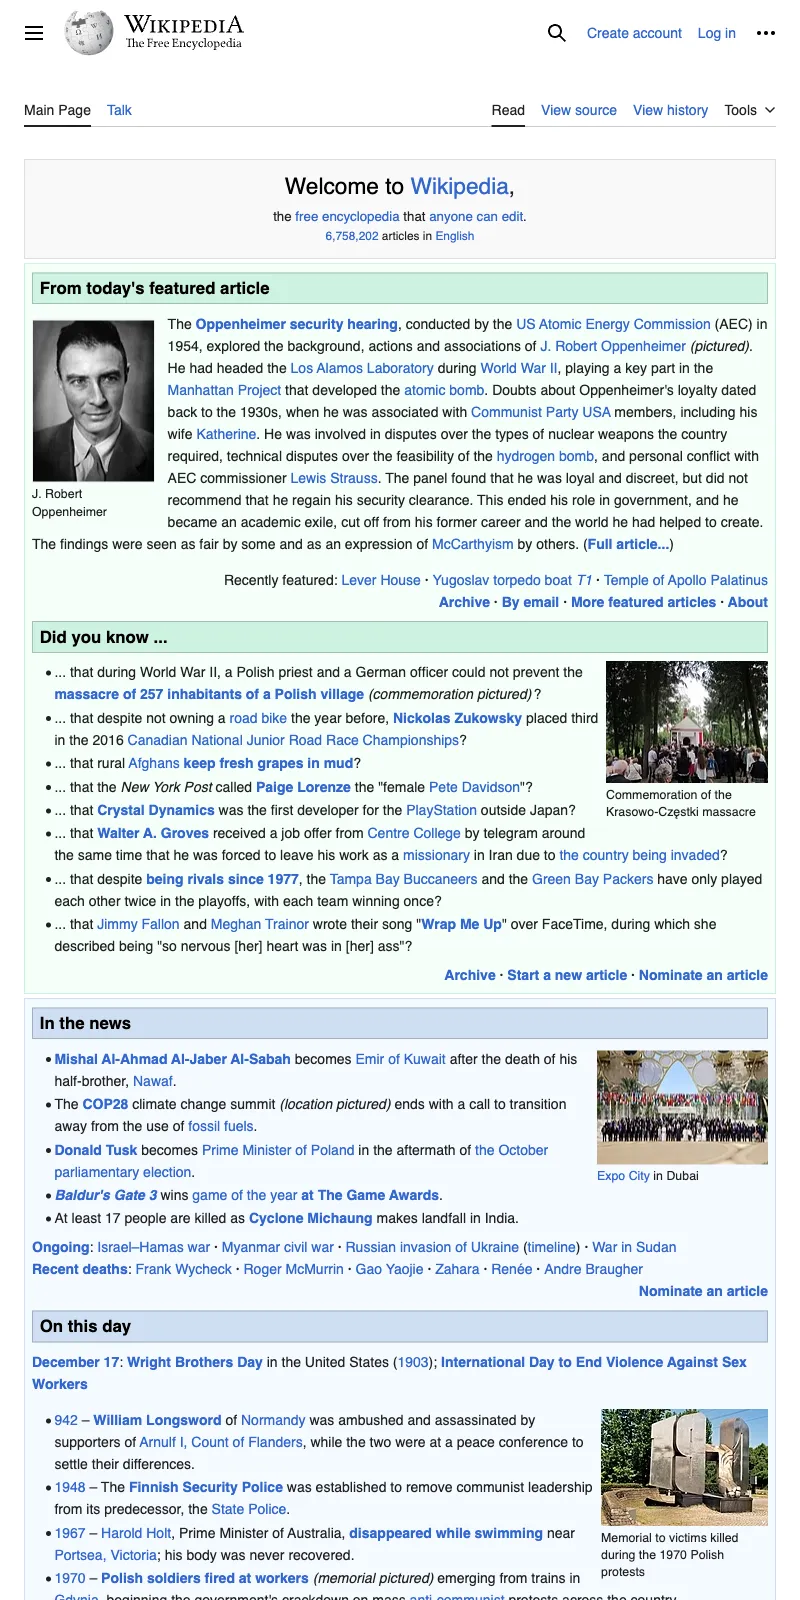 WIKIPEDIA
The Free Encyclopedia
Create account Log in
Main Page Talk Read View source View history Tools
Welcome to Wikipedia,
the free encyclopedia that anyone can edit.
6,758,202 articles in English
From today's featured article
The Oppenheimer security hearing, conducted by the US Atomic Energy Commission (AEC) in
1954, explored the background, actions and associations of J. Robert Oppenheimer (pictured).
He had headed the Los Alamos Laboratory during World War II, playing a key part in the
Manhattan Project that developed the atomic bomb. Doubts about Oppenheimer's loyalty dated
back to the 1930s, when he was associated with Communist Party USA members, including his
wife Katherine. He was involved in disputes over the types of nuclear weapons the country
required, technical disputes over the feasibility of the hydrogen bomb, and personal conflict with
AEC commissioner Lewis Strauss. The panel found that he was loyal and discreet, but did not
recommend that he regain his security clearance. This ended his role in government, and he
became an academic exile, cut off from his former career and the world he had helped to create.
The findings were seen as fair by some and as an expression of McCarthyism by others. (Full article...)
J. Robert
Oppenheimer
Recently featured: Lever House · Yugoslav torpedo boat T1 · Temple of Apollo Palatinus
Archive · By email · More featured articles · About
Did you know ...
• ... that during World War II, a Polish priest and a German officer could not prevent the
massacre of 257 inhabitants of a Polish village (commemoration pictured)?
• ... that despite not owning a road bike the year before, Nickolas Zukowsky placed third
in the 2016 Canadian National Junior Road Race Championships?
• ... that rural Afghans keep fresh grapes in mud?
• ... that the New York Post called Paige Lorenze the "female Pete Davidson"?
• ... that Crystal Dynamics was the first developer for the PlayStation outside Japan?
• ... that Walter A. Groves received a job offer from Centre College by telegram around
the same time that he was forced to leave his work as a missionary in Iran due to the country being invaded?
• ... that despite being rivals since 1977, the Tampa Bay Buccaneers and the Green Bay Packers have only played
each other twice in the playoffs, with each team winning once?
• ... that Jimmy Fallon and Meghan Trainor wrote their song "Wrap Me Up" over FaceTime, during which she
described being "so nervous [her] heart was in [her] ass"?
Commemoration of the
Krasowo-Częstki massacre
Archive · Start a new article · Nominate an article
In the news
• Mishal Al-Ahmad Al-Jaber Al-Sabah becomes Emir of Kuwait after the death of his
half-brother, Nawaf.
• The COP28 climate change summit (location pictured) ends with a call to transition
away from the use of fossil fuels.
• Donald Tusk becomes Prime Minister of Poland in the aftermath of the October
parliamentary election.
• Baldur's Gate 3 wins game of the year at The Game Awards.
• At least 17 people are killed as Cyclone Michaung makes landfall in India.
Expo City in Dubai
Ongoing: Israel–Hamas war · Myanmar civil war · Russian invasion of Ukraine (timeline) · War in Sudan
Recent deaths: Frank Wycheck · Roger McMurrin · Gao Yaojie · Zahara · Renée · Andre Braugher
Nominate an article
On this day
December 17: Wright Brothers Day in the United States (1903); International Day to End Violence Against Sex
Workers
• 942 – William Longsword of Normandy was ambushed and assassinated by
supporters of Arnulf I, Count of Flanders, while the two were at a peace conference to
settle their differences.
• 1948 – The Finnish Security Police was established to remove communist leadership
from its predecessor, the State Police.
• 1967 – Harold Holt, Prime Minister of Australia, disappeared while swimming near
Portsea, Victoria; his body was never recovered.
• 1970 – Polish soldiers fired at workers (memorial pictured) emerging from trains in
Gdynia, beginning the government's crackdown on mass anti-communist protests across the country.
Memorial to victims killed
during the 1970 Polish
protests